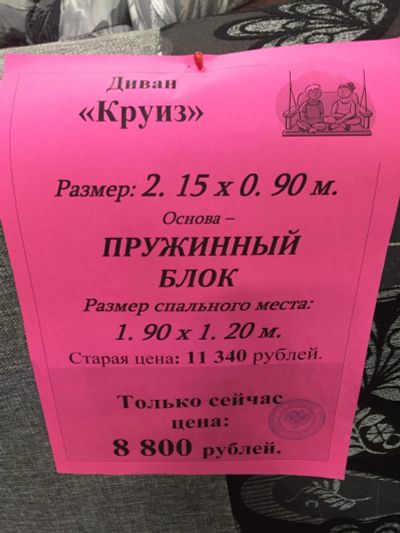 Диван
«Круиз»
Размер: 2. 15 х 0. 90 м.
Основа –
ПРУЖИННЫЙ
БЛОК
Размер спального места:
1. 90 х 1. 20 м.
Старая цена: 11 340 рублей.
Только сейчас
цена:
8 800 рублей.